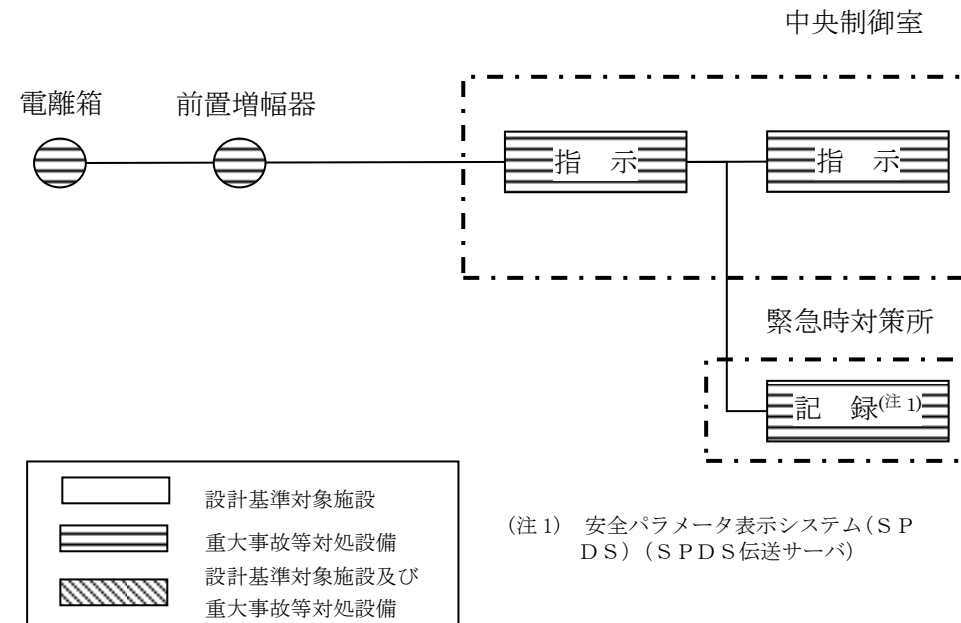 中央制御室
電離箱
前置増幅器
指 示
指 示
緊急時対策所
記 録(注1)
設計基準対象施設
重大事故等対処設備
設計基準対象施設及び
重大事故等対処設備
(注1) 安全パラメータ表示システム(SP
DS)(SPDS伝送サーバ)